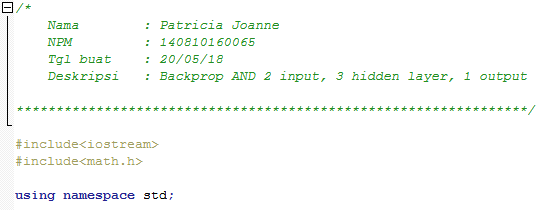 /*
Nama : Patricia Joanne
NPM : 140810160065
Tgl buat : 20/05/18
Deskripsi : Backprop AND 2 input, 3 hidden layer, 1 output
****************************************************************/
#include<iostream>
#include<math.h>
using namespace std;